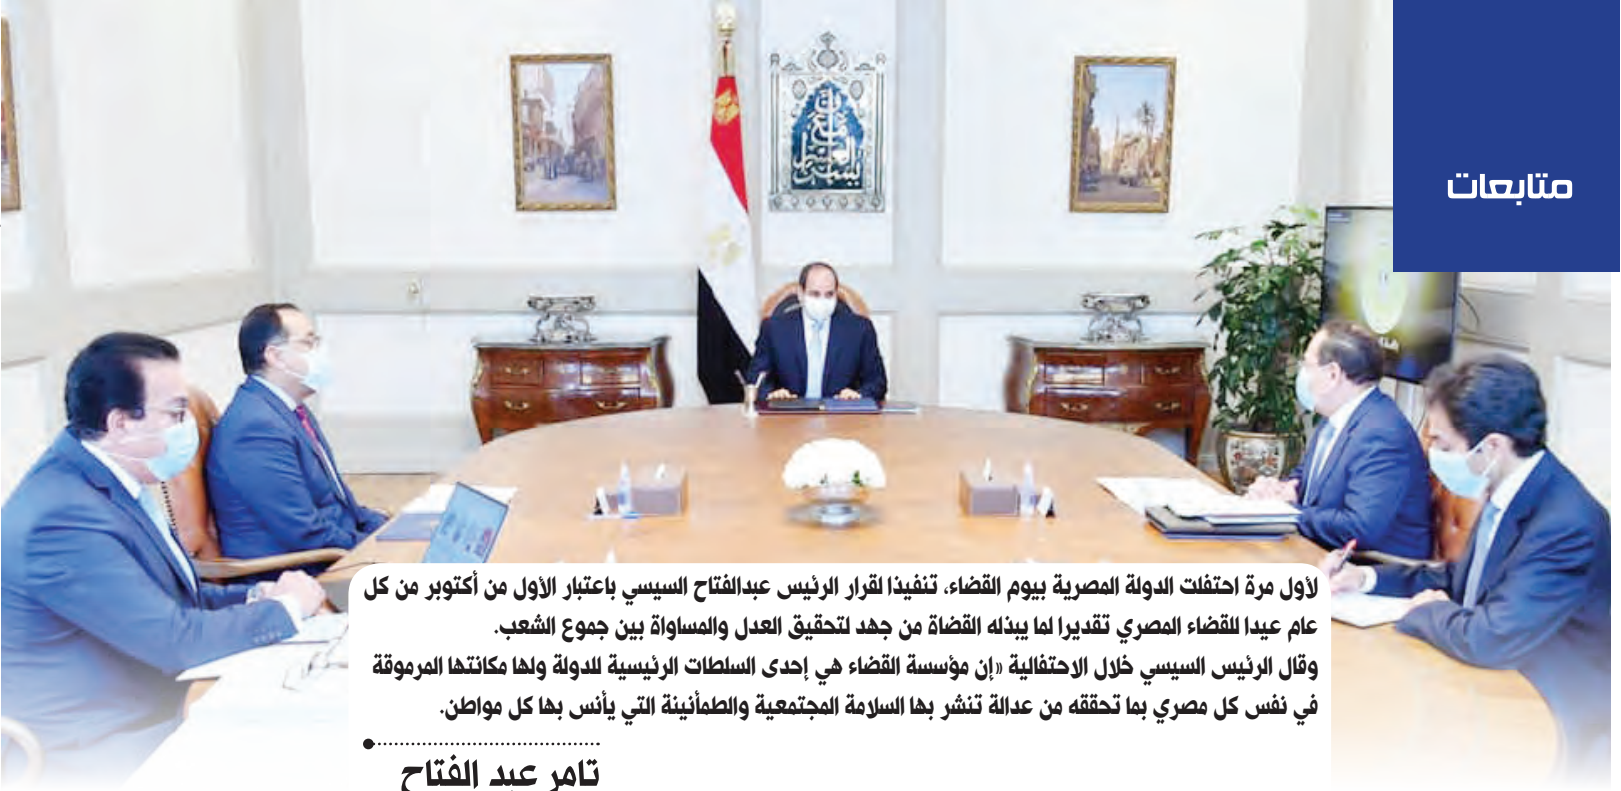 متابعات
لأول مرة احتفلت الدولة المصرية بيوم القضاء، تنفيذا لقرار الرئيس عبدالفتاح السيسي باعتبار الأول من أكتوبر من كل
عام عيدا للقضاء المصري تقديرا لما يبذله القضاة من جهد لتحقيق العدل والمساواة بين جموع الشعب.
وقال الرئيس السيسي خلال الاحتفالية «إن مؤسسة القضاء هي إحدى السلطات الرئيسية للدولة ولها مكانتها المرموقة
في نفس كل مصري بما تحققه من عدالة تنشر بها السلامة المجتمعية والطمأنينة التي يأنس بها كل مواطن.
تامر عبد الفتاح